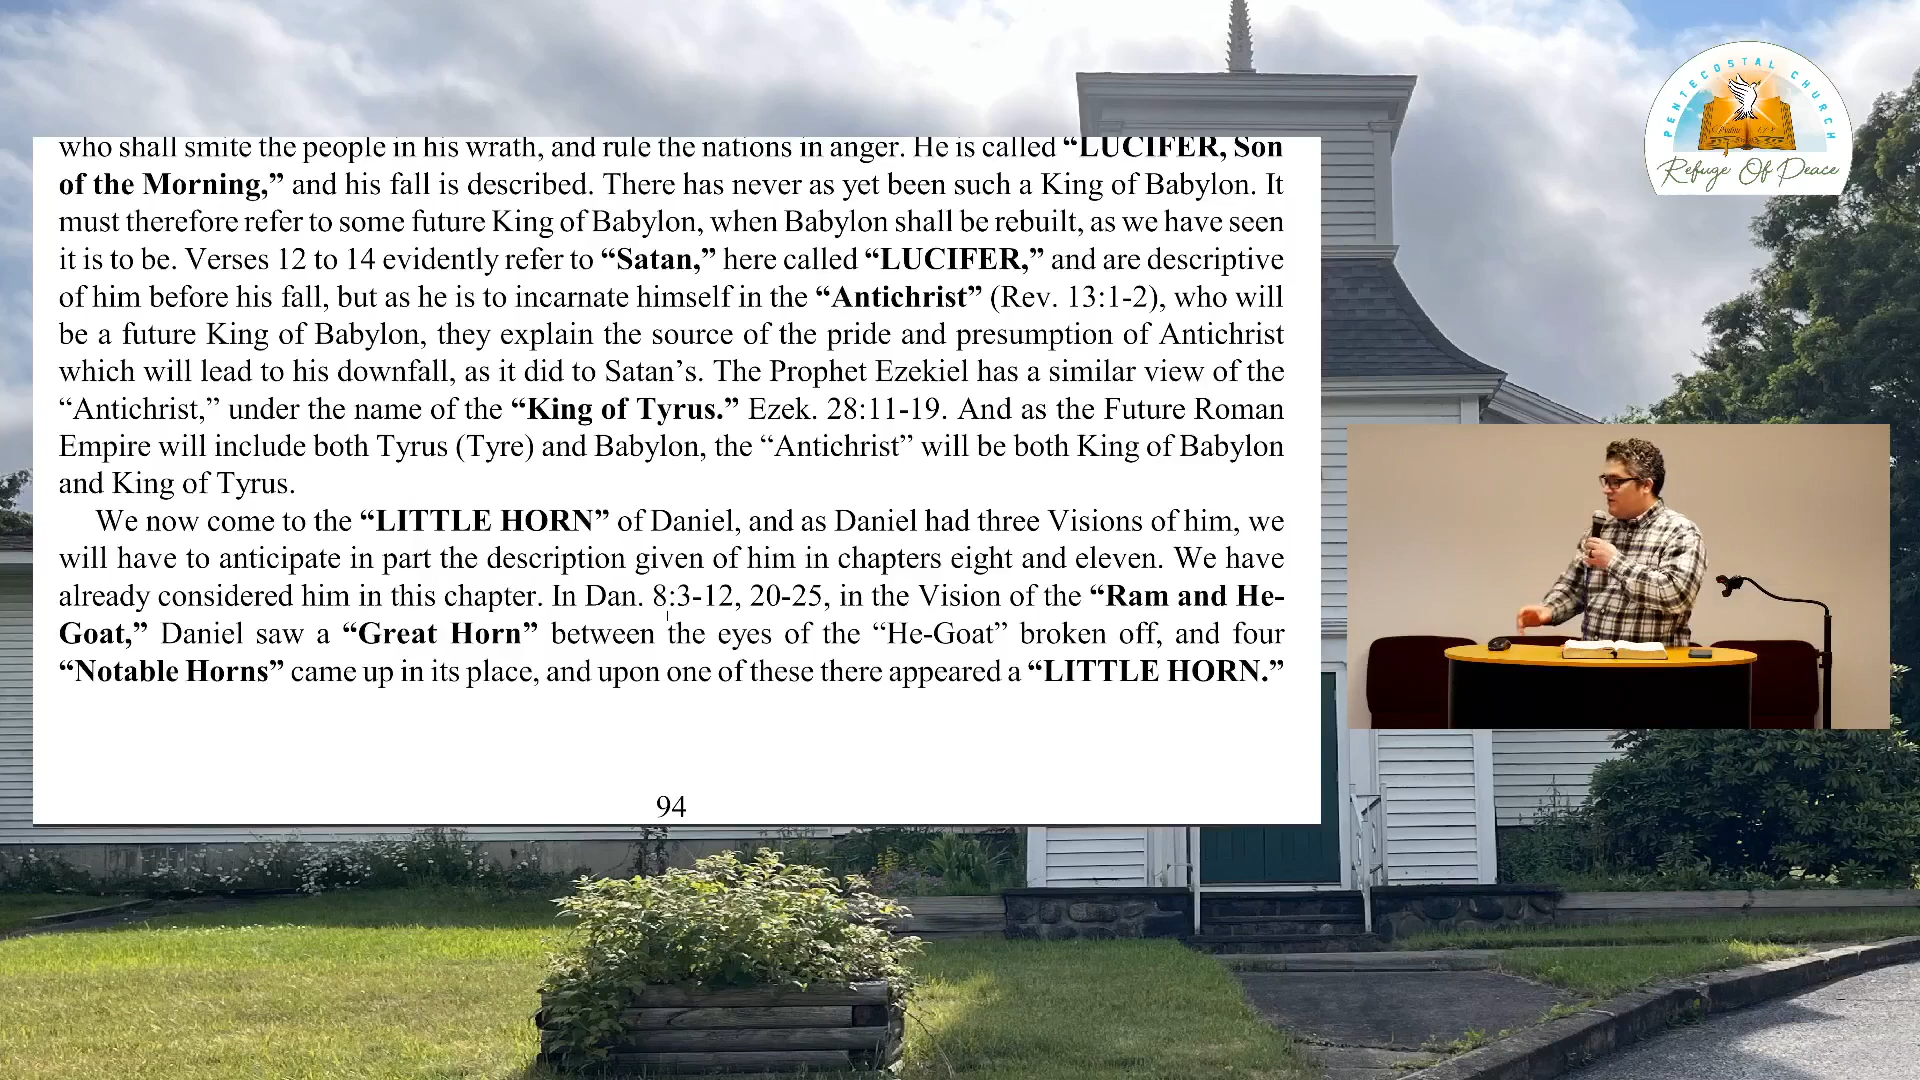 who shall smite the people in his wrath, and rule the nations in anger. He is called “LUCIFER, Son
of the Morning,” and his fall is described. There has never as yet been such a King of Babylon. It
must therefore refer to some future King of Babylon, when Babylon shall be rebuilt, as we have seen
it is to be. Verses 12 to 14 evidently refer to “Satan,” here called “LUCIFER,” and are descriptive
of him before his fall, but as he is to incarnate himself in the “Antichrist” (Rev. 13:1-2), who will
be a future King of Babylon, they explain the source of the pride and presumption of Antichrist
which will lead to his downfall, as it did to Satan’s. The Prophet Ezekiel has a similar view of the
“Antichrist,” under the name of the “King of Tyrus.” Ezek. 28:11-19. And as the Future Roman
Empire will include both Tyrus (Tyre) and Babylon, the “Antichrist” will be both King of Babylon
and King of Tyrus.
We now come to the “LITTLE HORN” of Daniel, and as Daniel had three Visions of him, we
will have to anticipate in part the description given of him in chapters eight and eleven. We have
already considered him in this chapter. In Dan. 8:3-12, 20-25, in the Vision of the “Ram and He-
Goat,” Daniel saw a “Great Horn” between the eyes of the “He-Goat” broken off, and four
“Notable Horns” came up in its place, and upon one of these there appeared a “LITTLE HORN.”
94
PENTECOSTAL CHURCH
Refuge Of Peace